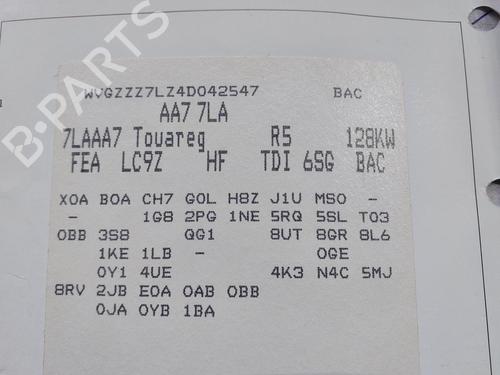 WVGZZZ7LZ4D042547 BAC
AA7 7LA
7LAAA7 Touareg R5 128KW
FEA LC9Z HF TDI 6SG BAC
X0A B0A CH7 G0L H8Z J1U MS0 -
- 1G8 2PG 1NE 5RQ 5SL T03
0BB 3S8 QG1 8UT 8GR 8L6
1KE 1LB - 0GE
0Y1 4UE 4K3 N4C 5MJ
8RV 2JB E0A 0AB 0BB
0JA 0YB 1BA